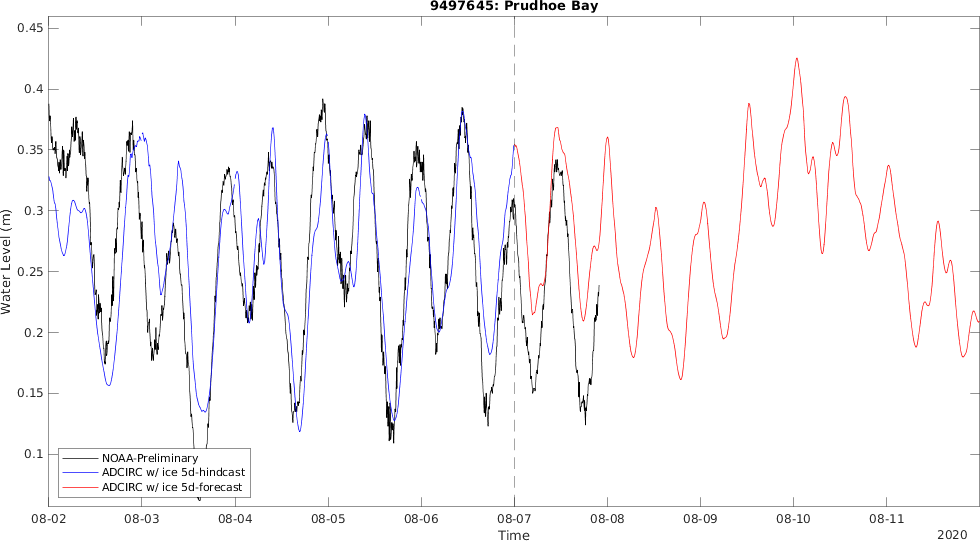 9497645: Prudhoe Bay
0.45
0.4
0.35
0.3
0.25
0.2
0.15
0.1
Water Level (m)
NOAA-Preliminary
ADCIRC w/ ice 5d-hindcast
ADCIRC w/ ice 5d-forecast
08-02 08-03 08-04 08-05 08-06 08-07 08-08 08-09 08-10 08-11
Time
2020